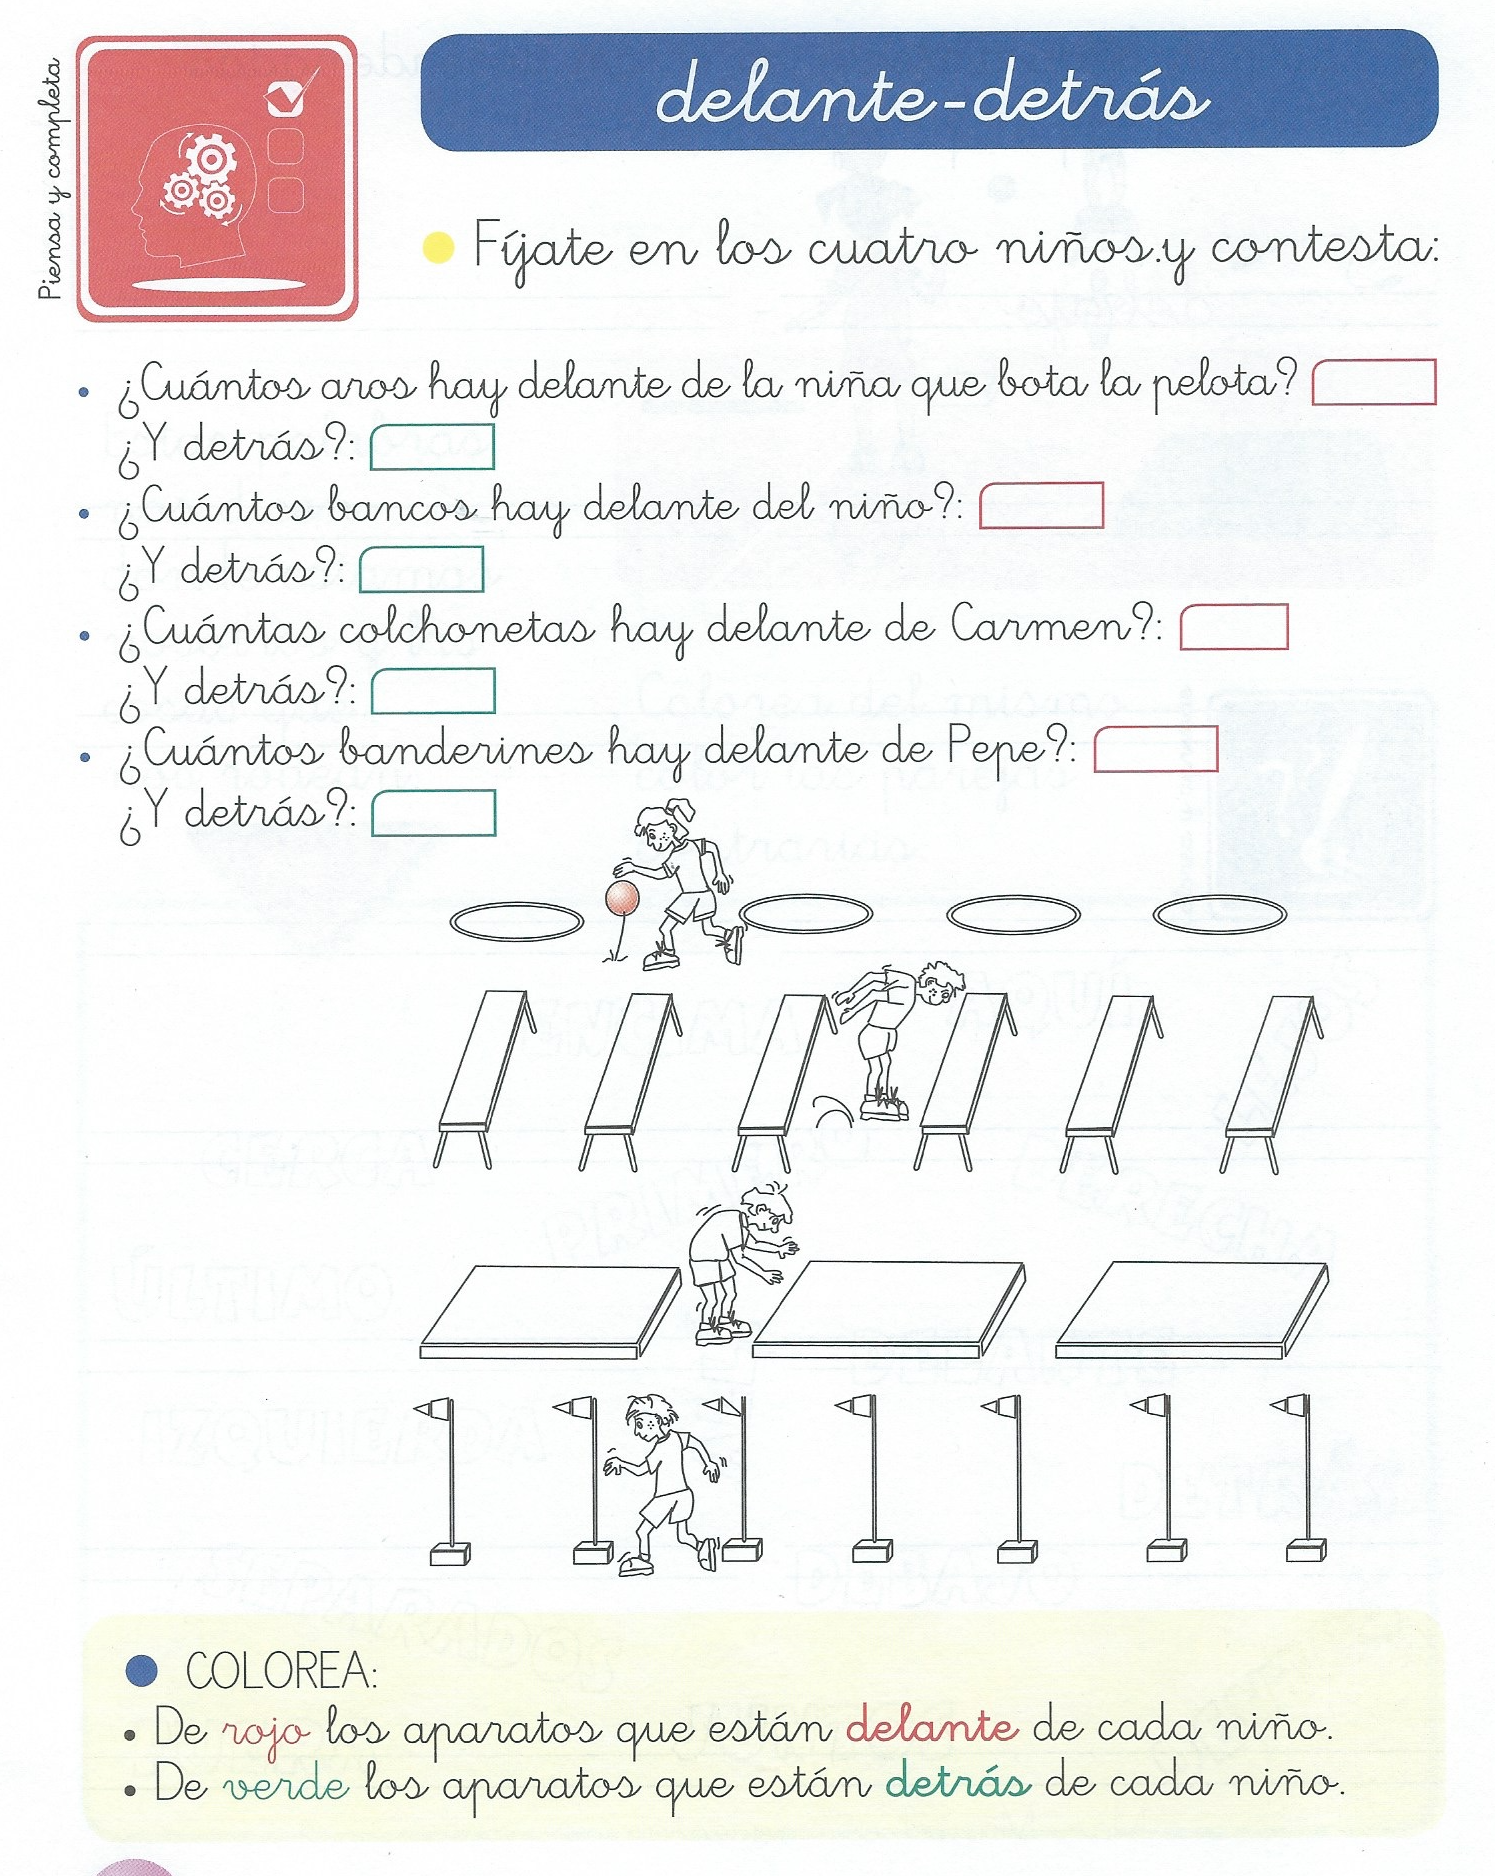 Piensa y completa
delante-detrás
Fíjate en los cuatro niños.y contesta:
• ¿Cuántos aros hay delante de la niña que bota la pelota?
¿Y detrás?:
• ¿Cuántos bancos hay delante del niño?:
¿Y detrás?:
• ¿Cuántas colchonetas hay delante de Carmen?:
¿Y detrás?:
• ¿Cuántos banderines hay delante de Pepe?:
¿Y detrás?:
COLOREA:
• De rojo los aparatos que están delante de cada niño.
• De verde los aparatos que están detrás de cada niño.